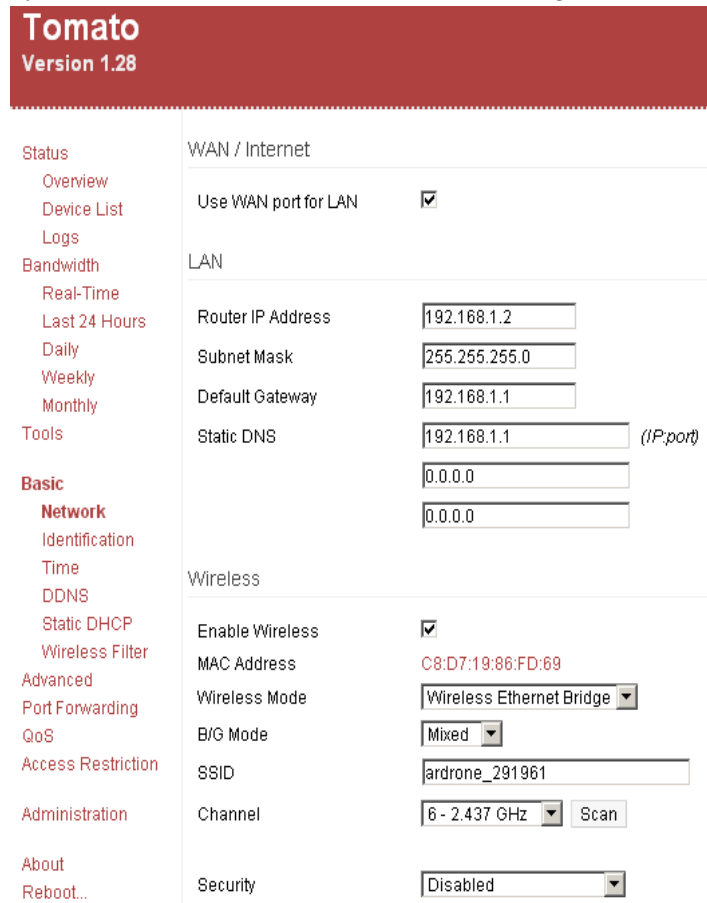 Tomato
Version 1.28
Status
Overview
Device List
Logs
Bandwidth
Real-Time
Last 24 Hours
Daily
Weekly
Monthly
Tools
Basic
Network
Identification
Time
DDNS
Static DHCP
Wireless Filter
Advanced
Port Forwarding
QoS
Access Restriction
Administration
About
Reboot...
WAN / Internet
Use WAN port for LAN
LAN
Router IP Address 192.168.1.2
Subnet Mask 255.255.255.0
Default Gateway 192.168.1.1
Static DNS 192.168.1.1 (IP:port)
0.0.0.0
0.0.0.0
Wireless
Enable Wireless
MAC Address C8:D7:19:86:FD:69
Wireless Mode Wireless Ethernet Bridge
B/G Mode Mixed
SSID ardrone_291961
Channel 6 - 2.437 GHz Scan
Security Disabled